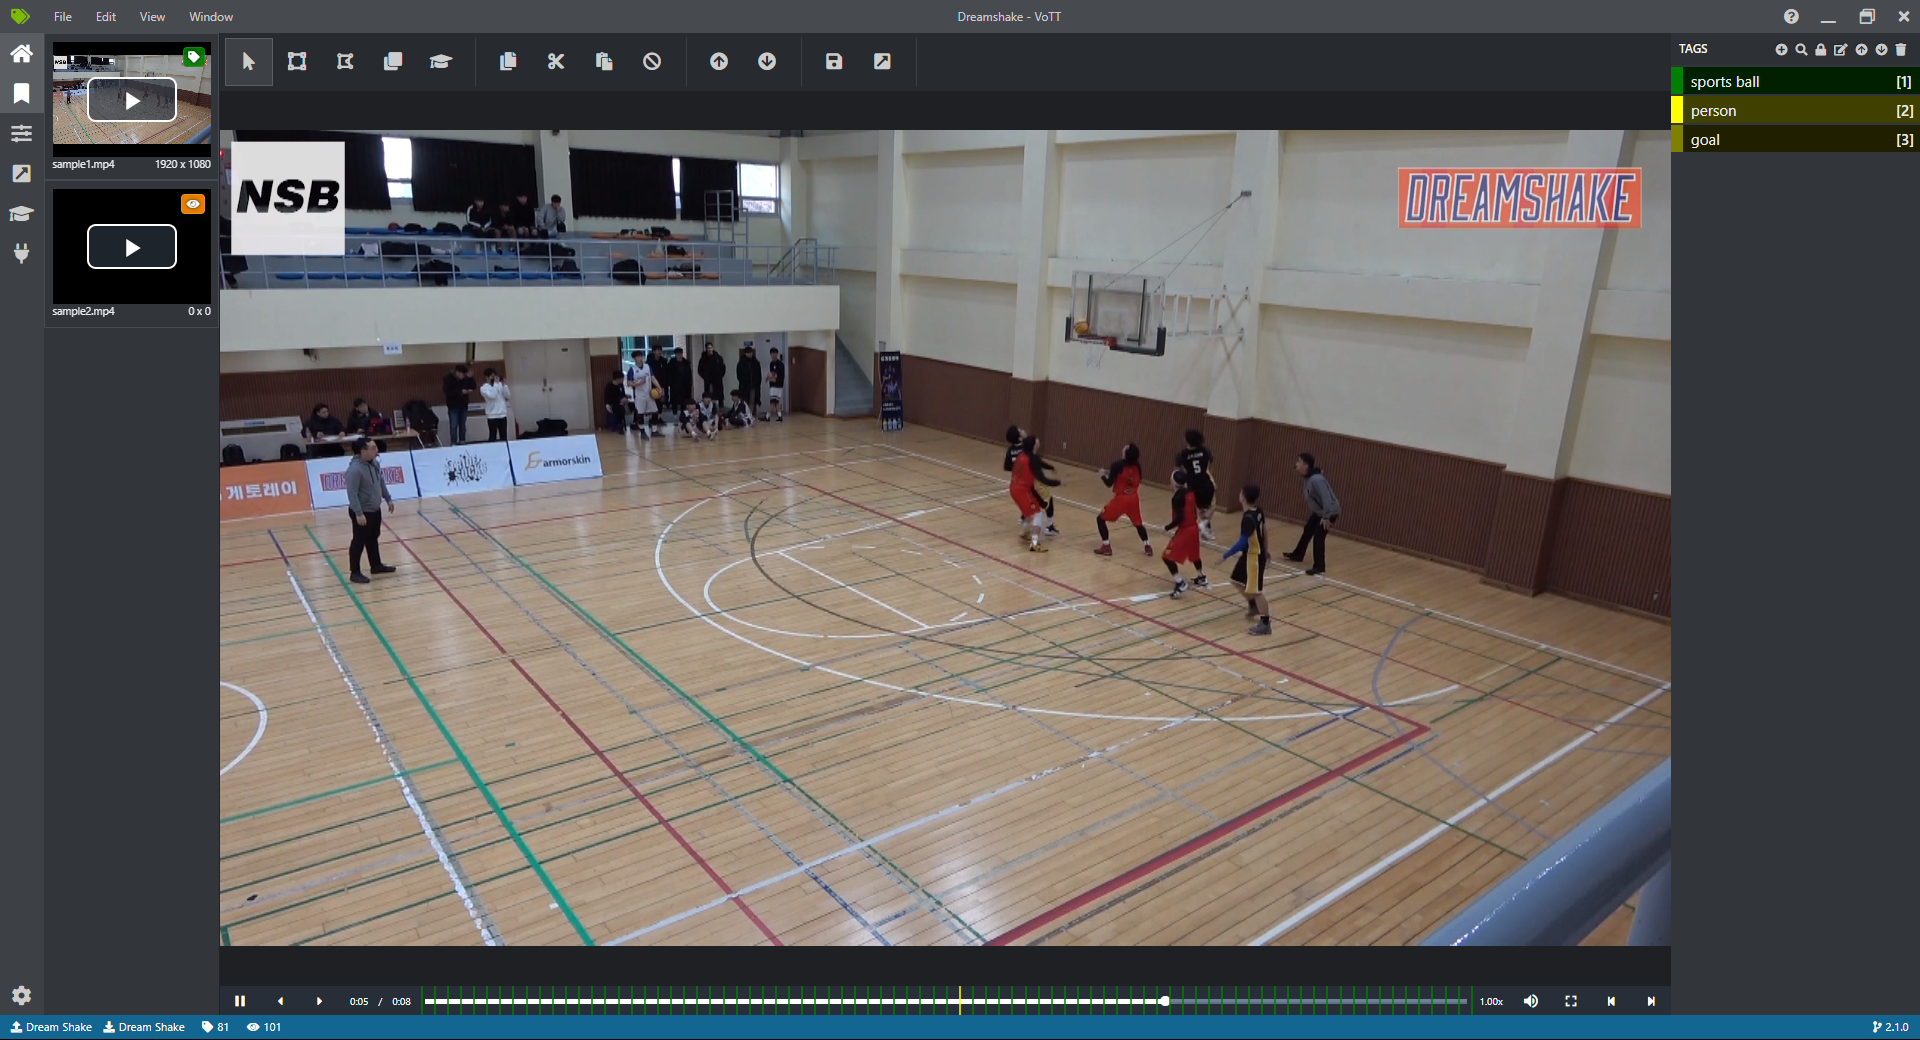 File Edit View Window
Dreamshake - VoTT
sample1.mp4 1920 x 1080
sample2.mp4 0 x 0
TAGS
sports ball [1]
person [2]
goal [3]
NSB
DREAMSHAKE
armorskin
게토레이
5
0:05 / 0:08
1.00x
Dream Shake Dream Shake 81 101
2.1.0